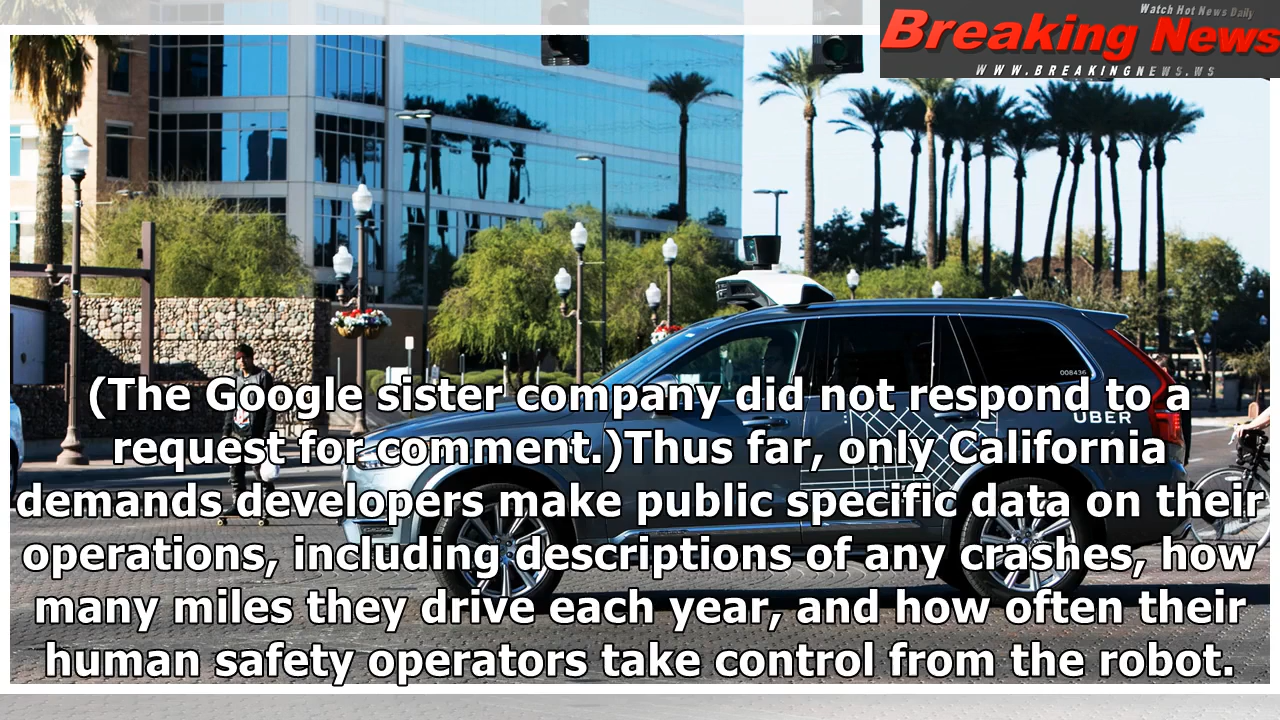 Watch Hot News Daily
Breaking News
WWW.BREAKINGNEWS.WS
008436
UBER
(The Google sister company did not respond to a
request for comment.)Thus far, only California
demands developers make public specific data on their
operations, including descriptions of any crashes, how
many miles they drive each year, and how often their
human safety operators take control from the robot.